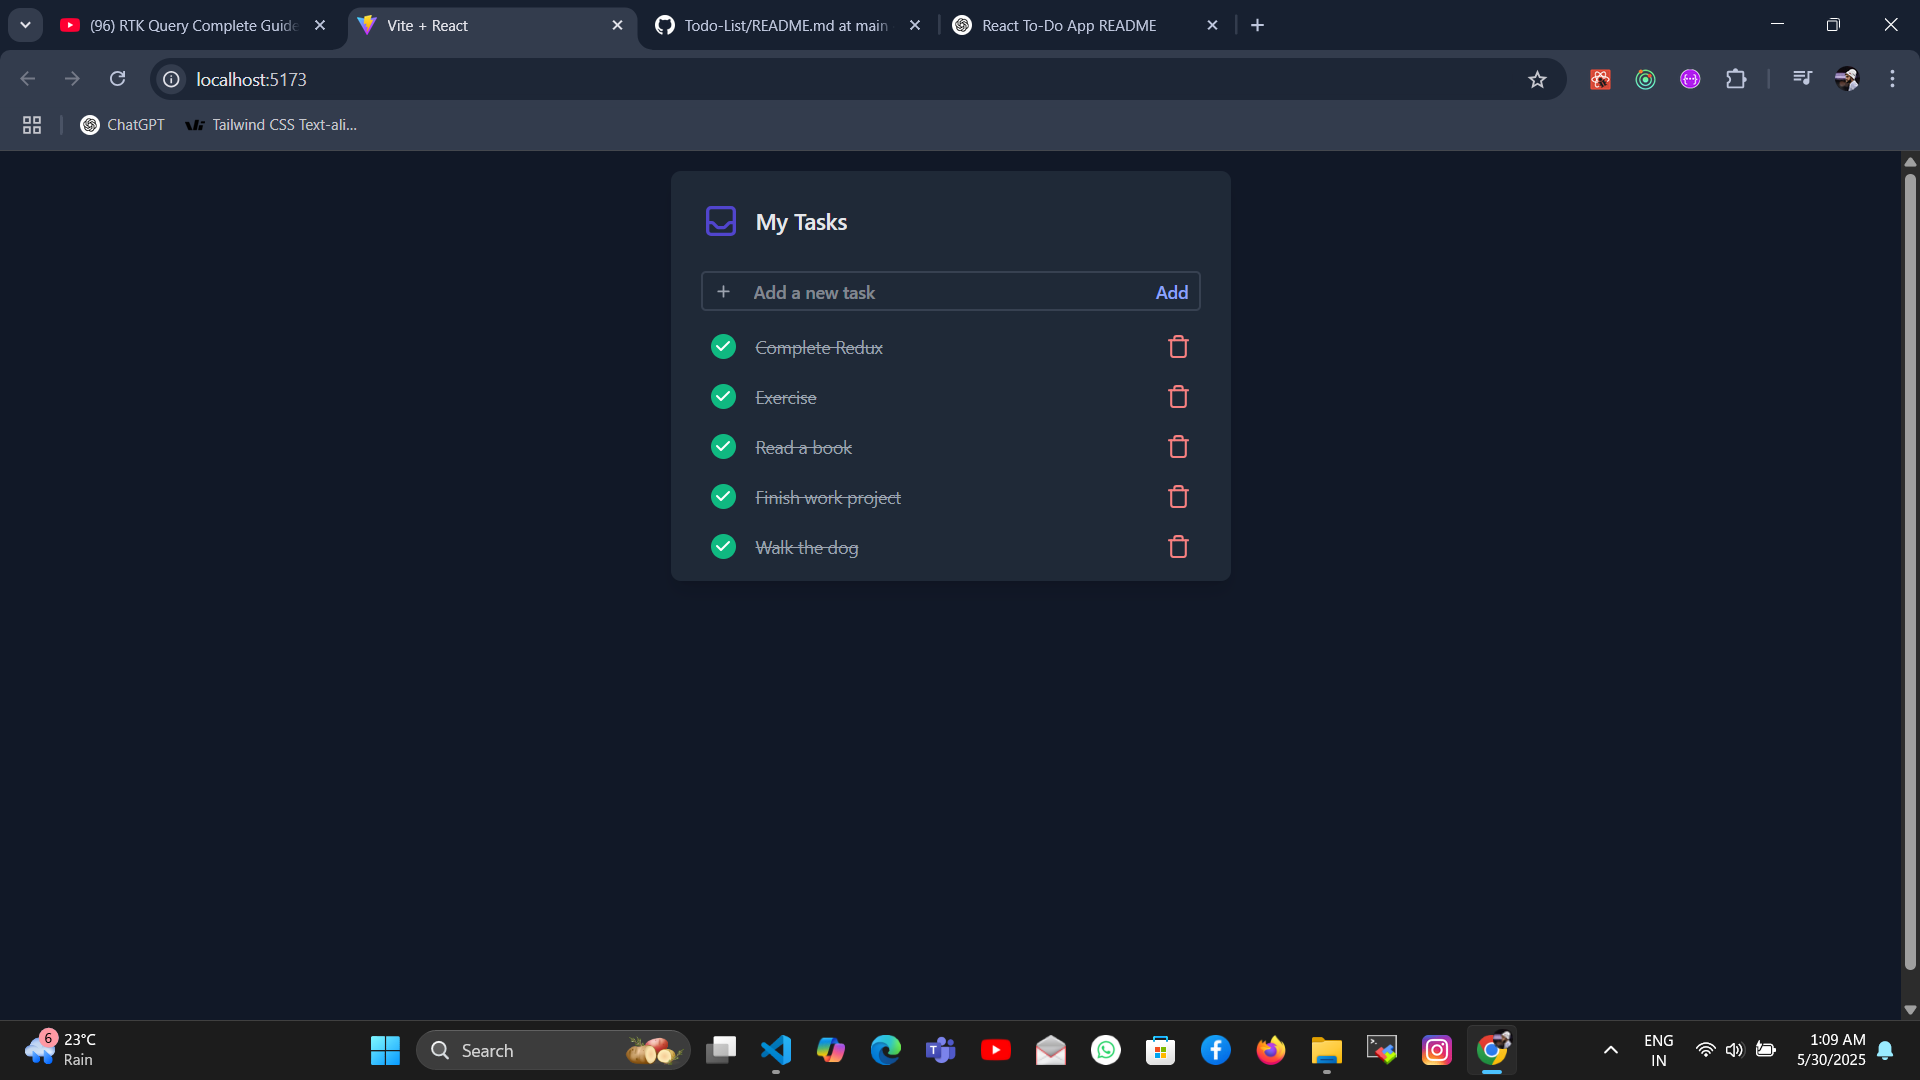 (96) RTK Query Complete Guide
Vite + React
Todo-List/README.md at main
React To-Do App README
localhost:5173
ChatGPT
Tailwind CSS Text-ali...
My Tasks
Add a new task
Add
Complete Redux
Exercise
Read a book
Finish work project
Walk the dog
6
23°C
Rain
Search
ENG
IN
1:09 AM
5/30/2025